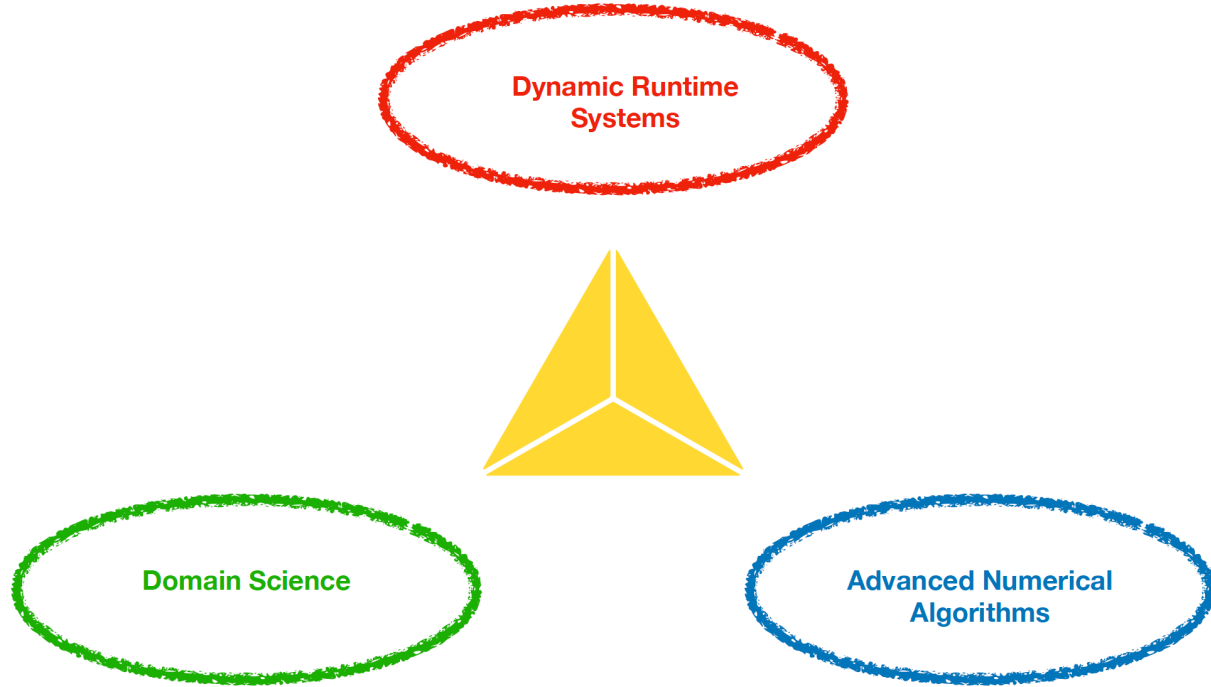 Dynamic Runtime
Systems
Domain Science
Advanced Numerical
Algorithms